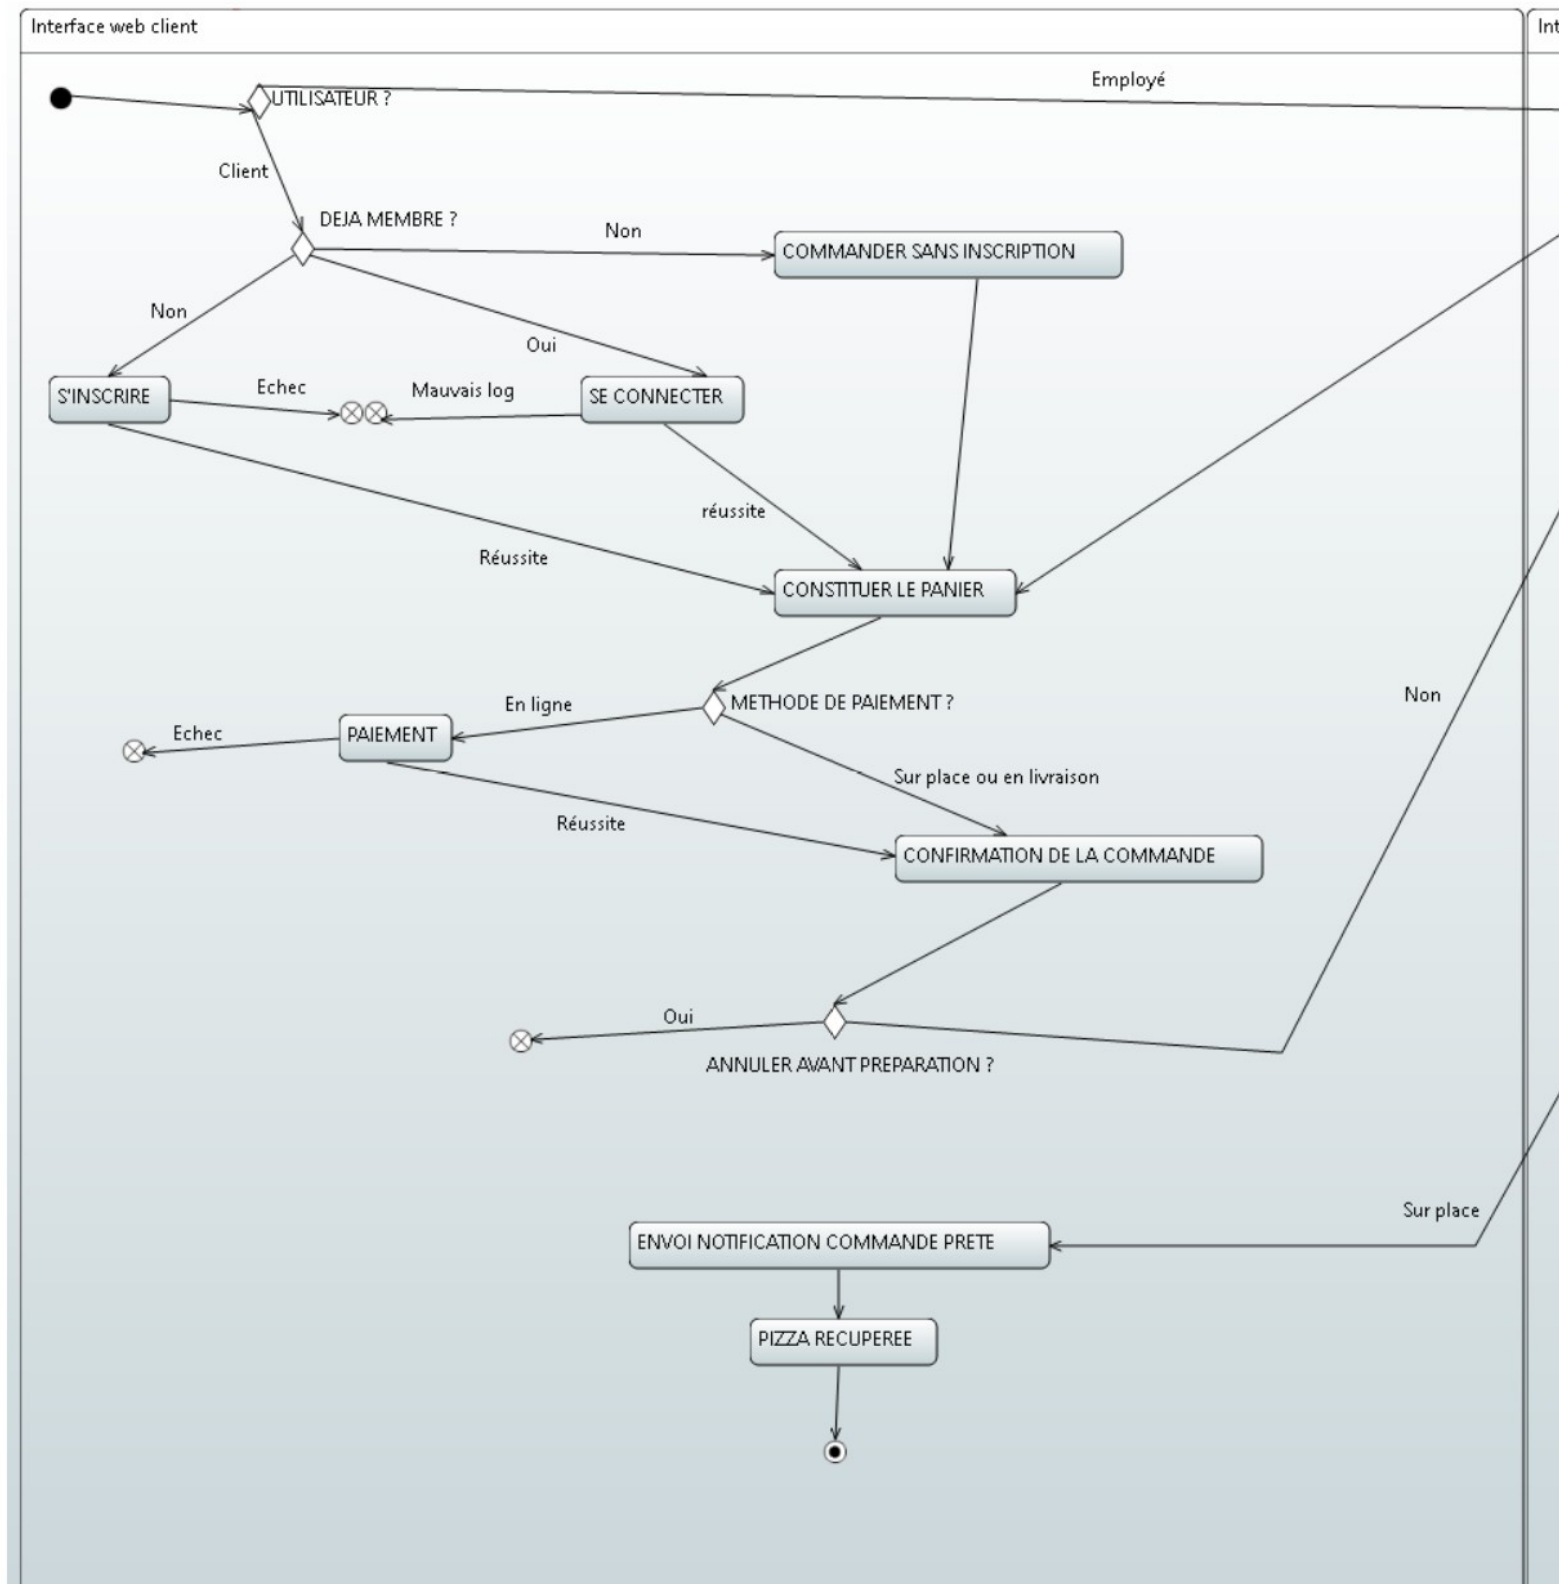 Interface web client
Int
Employé
UTILISATEUR ?
Client
DEJA MEMBRE ?
Non
COMMANDER SANS INSCRIPTION
Non
Oui
S'INSCRIRE
Echec
Mauvais log
SE CONNECTER
réussite
Réussite
CONSTITUER LE PANIER
Non
METHODE DE PAIEMENT ?
En ligne
Echec
PAIEMENT
Sur place ou en livraison
Réussite
CONFIRMATION DE LA COMMANDE
Oui
ANNULER AVANT PREPARATION ?
Sur place
ENVOI NOTIFICATION COMMANDE PRETE
PIZZA RECUPEREE